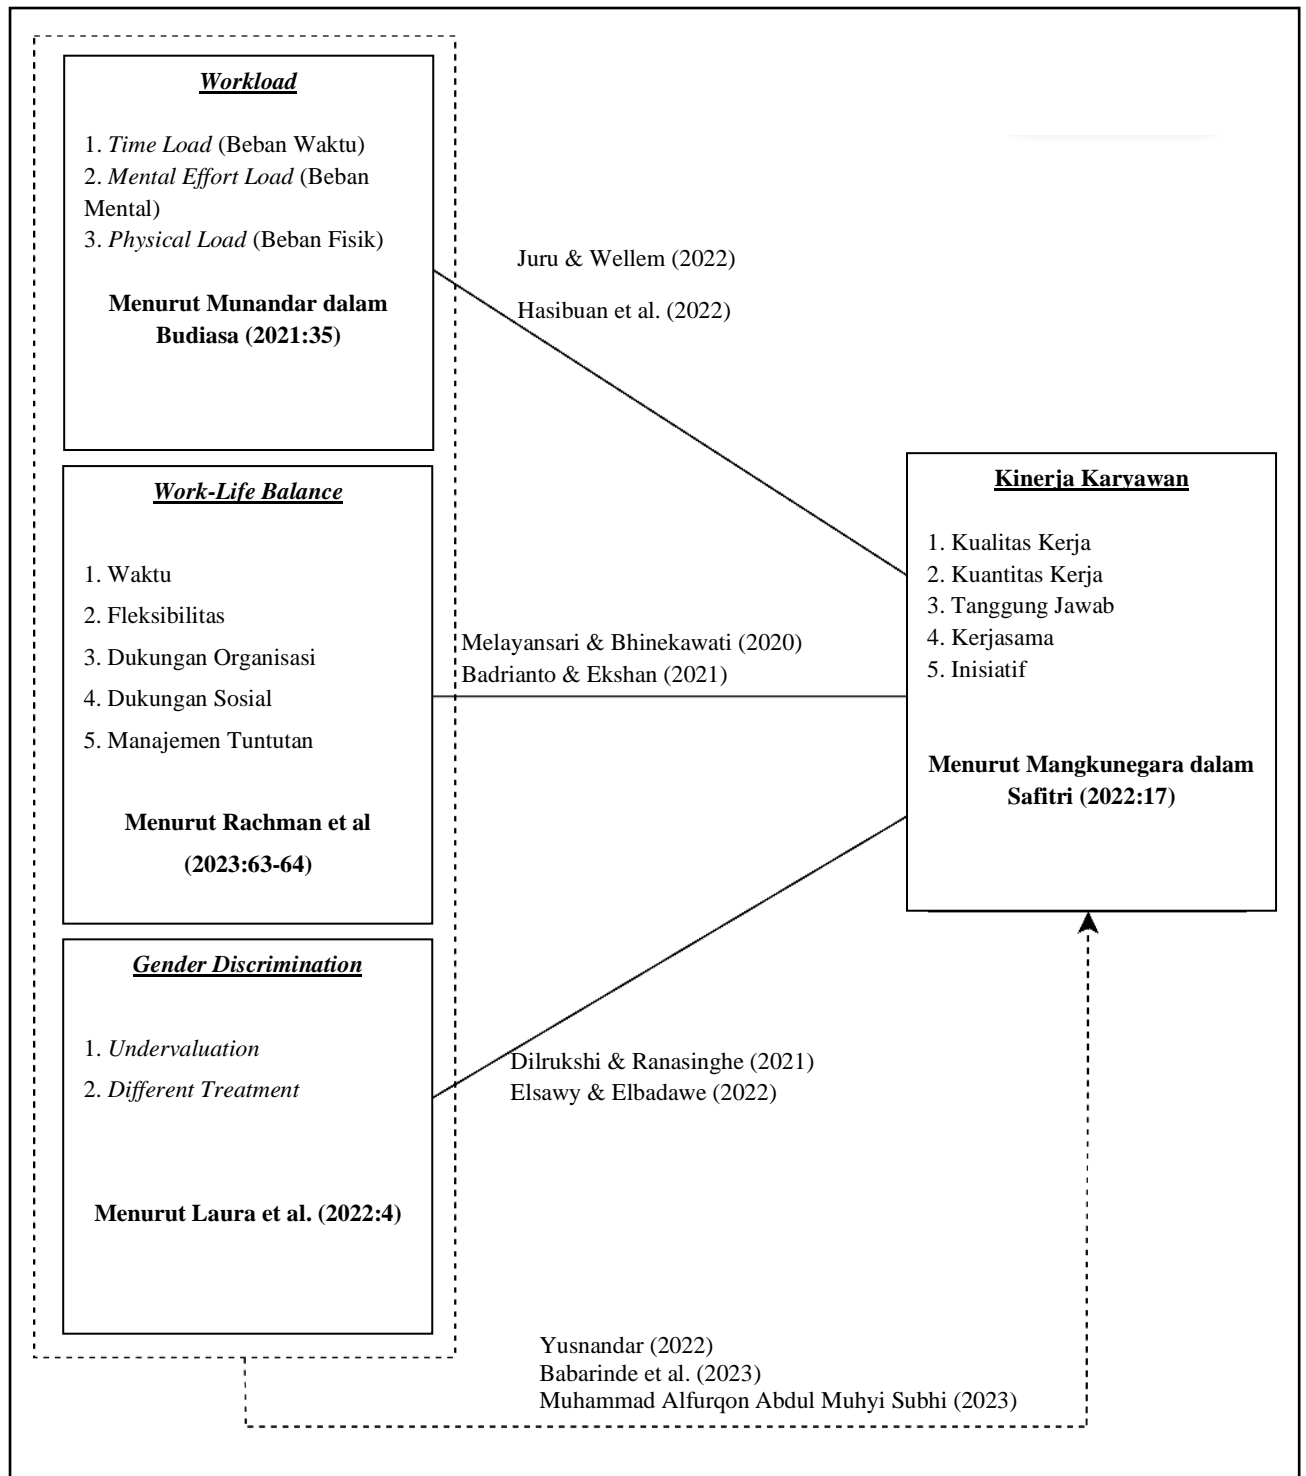 Workload
1. Time Load (Beban Waktu)
2. Mental Effort Load (Beban
Mental)
3. Physical Load (Beban Fisik)
Menurut Munandar dalam
Budiasa (2021:35)
Juru & Wellem (2022)
Hasibuan et al. (2022)
Work-Life Balance
1. Waktu
2. Fleksibilitas
3. Dukungan Organisasi
4. Dukungan Sosial
5. Manajemen Tuntutan
Menurut Rachman et al
(2023:63-64)
Melayansari & Bhinekawati (2020)
Badrianto & Ekshan (2021)
Kinerja Karyawan
1. Kualitas Kerja
2. Kuantitas Kerja
3. Tanggung Jawab
4. Kerjasama
5. Inisiatif
Menurut Mangkunegara dalam
Safitri (2022:17)
Gender Discrimination
1. Undervaluation
2. Different Treatment
Menurut Laura et al. (2022:4)
Dilrukshi & Ranasinghe (2021)
Elsawy & Elbadawe (2022)
Yusnandar (2022)
Babarinde et al. (2023)
Muhammad Alfurqon Abdul Muhyi Subhi (2023)